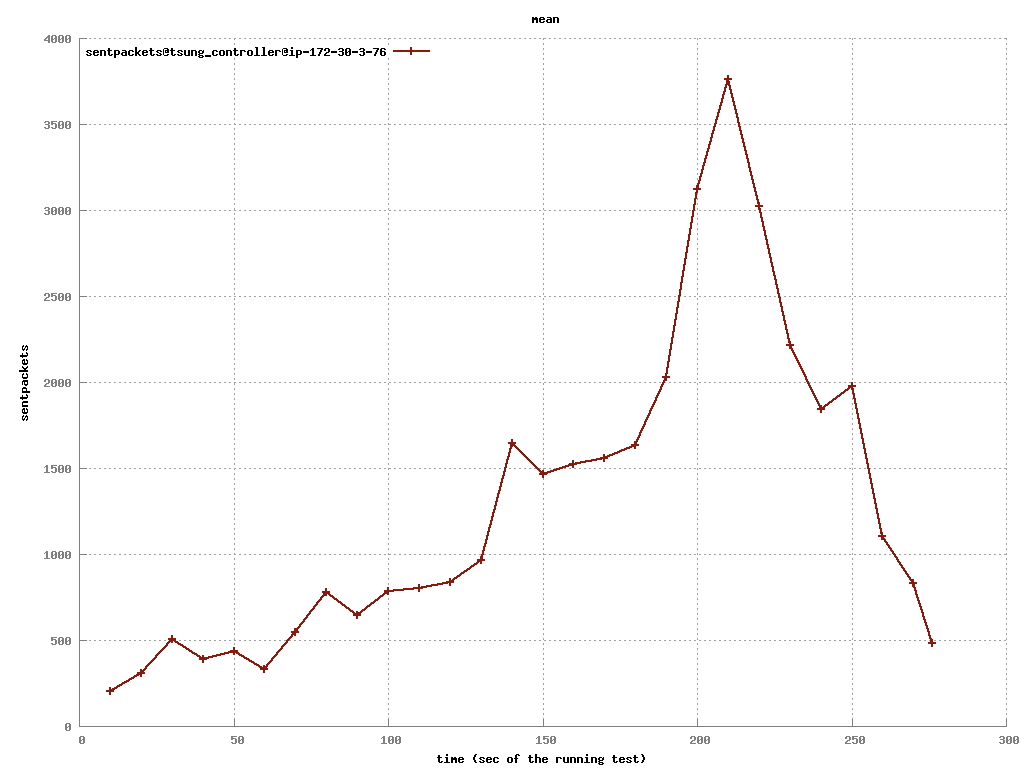 mean
4000
sentpackets@tsung_controller@ip-172-30-3-76
3500
3000
2500
2000
1500
1000
500
0
sentpackets
0 50 100 150 200 250 300
time (sec of the running test)